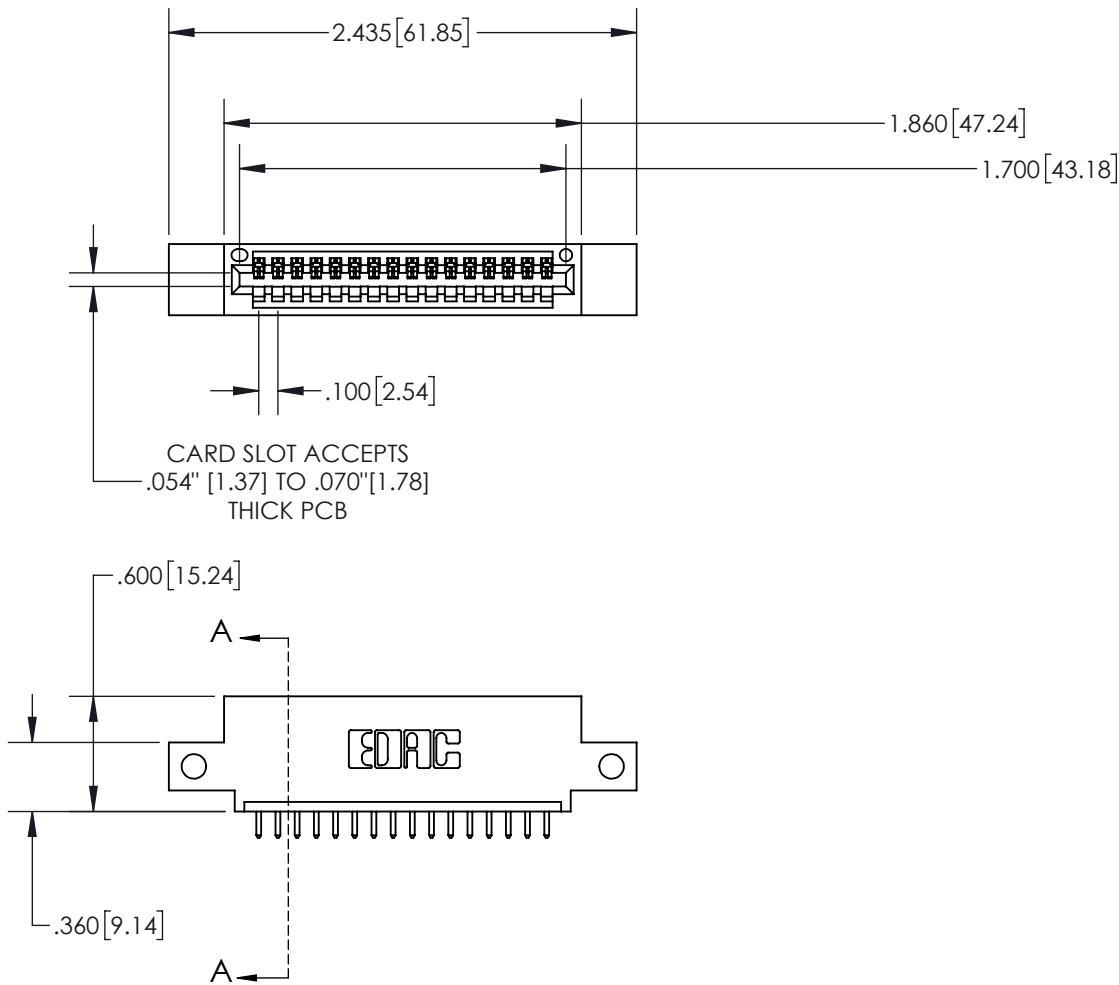 2.435[61.85]
1.860[47.24]
1.700[43.18]
.100[2.54]
CARD SLOT ACCEPTS
.054" [1.37] TO .070"[1.78]
THICK PCB
.600[15.24]
A
EDAC
.360[9.14]
A